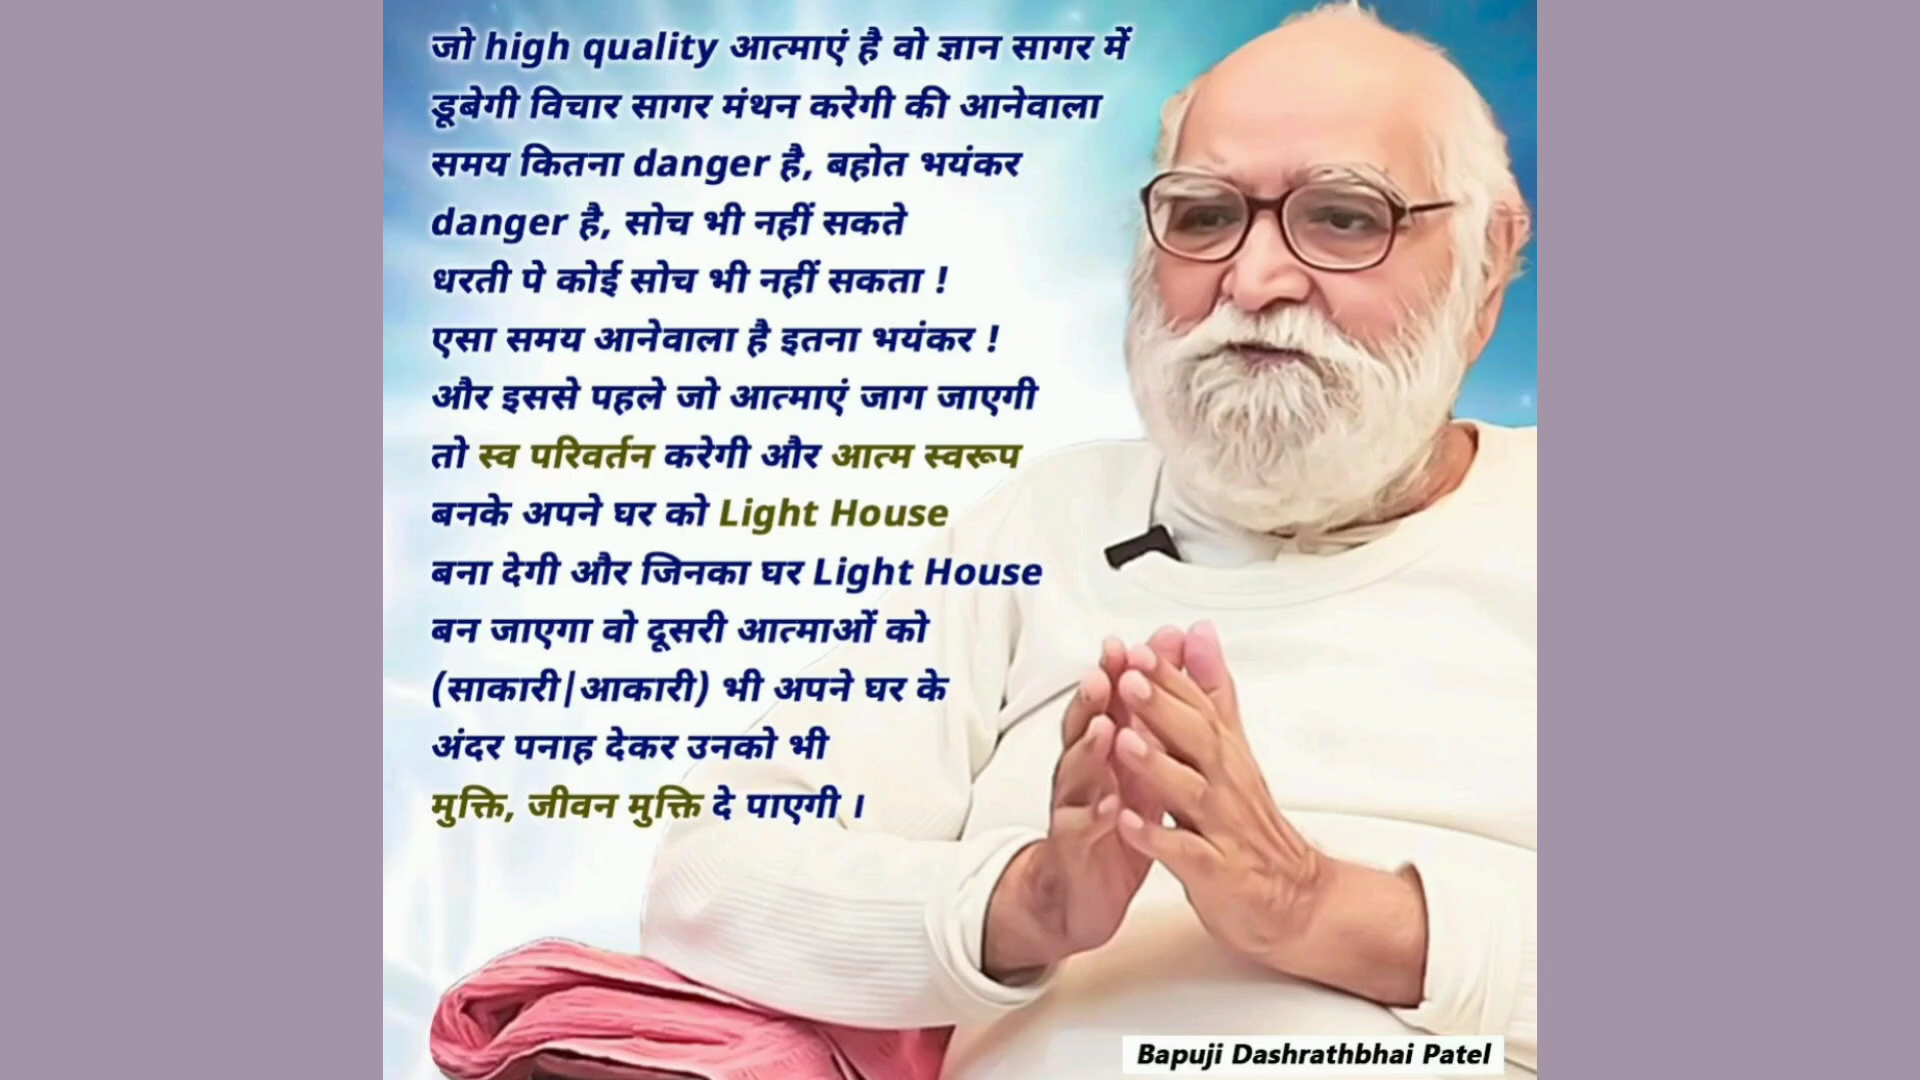 जो high quality आत्माएं है वो ज्ञान सागर में
डूबेगी विचार सागर मंथन करेगी की आनेवाला
समय कितना danger है, बहोत भयंकर
danger है, सोच भी नहीं सकते
धरती पे कोई सोच भी नहीं सकता !
एसा समय आनेवाला है इतना भयंकर !
और इससे पहले जो आत्माएं जाग जाएगी
तो स्व परिवर्तन करेगी और आत्म स्वरूप
बनके अपने घर को Light House
बना देगी और जिनका घर Light House
बन जाएगा वो दूसरी आत्माओं को
(साकारी|आकारी) भी अपने घर के
अंदर पनाह देकर उनको भी
मुक्ति, जीवन मुक्ति दे पाएगी ।
Bapuji Dashrathbhai Patel